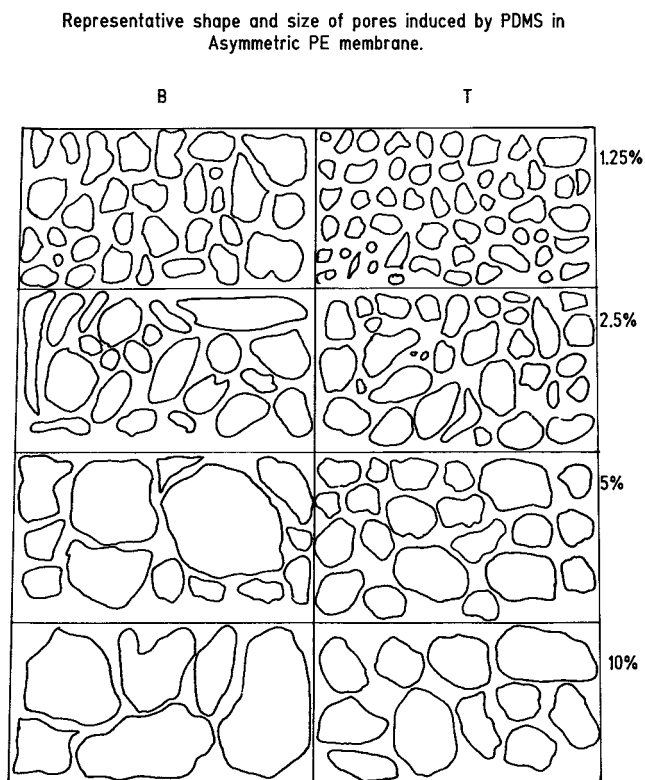 Representative shape and size of pores induced by PDMS in
Asymmetric PE membrane.
B T
1.25%
2.5%
5%
10%